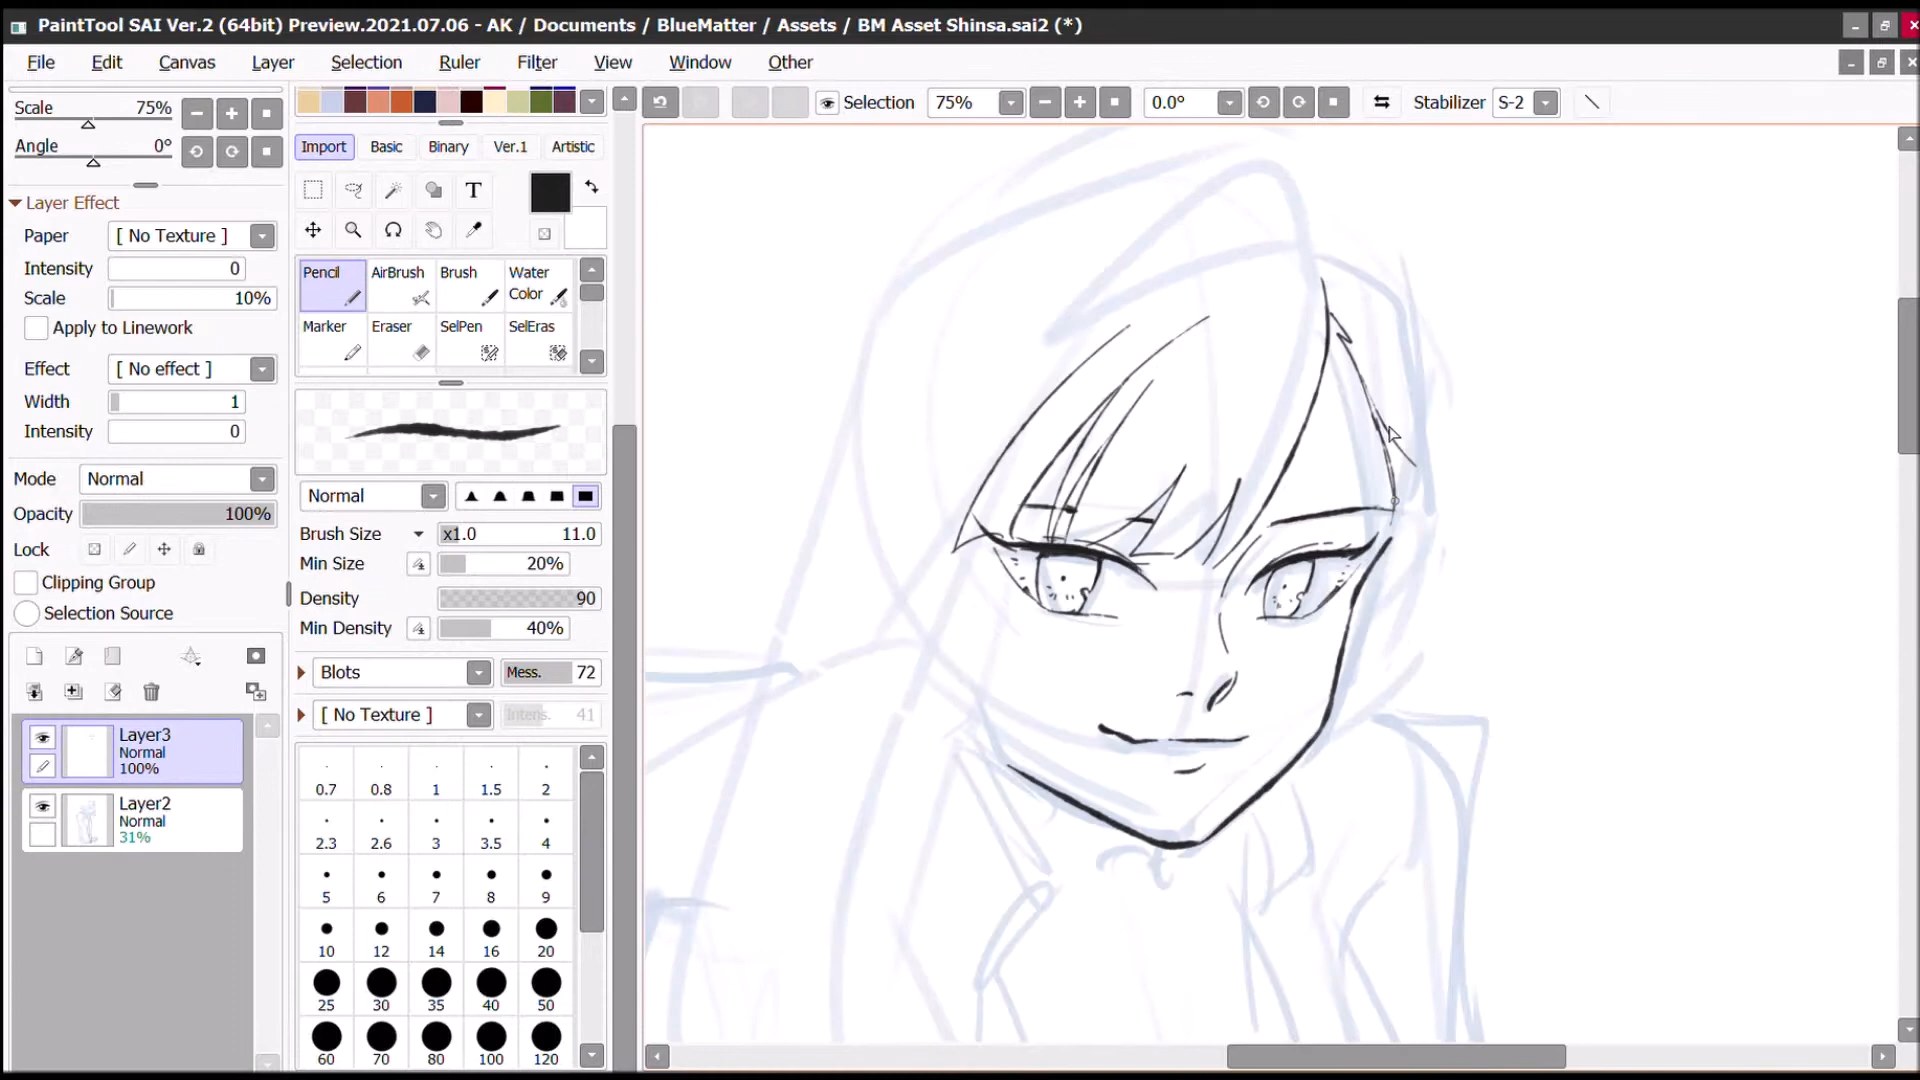 PaintTool SAI Ver.2 (64bit) Preview.2021.07.06 - AK / Documents / BlueMatter / Assets / BM Asset Shinsa.sai2 (*)
File Edit Canvas Layer Selection Ruler Filter View Window Other
Scale 75%
Angle 0°
Layer Effect
Paper [ No Texture ]
Intensity 0
Scale 10%
Apply to Linework
Effect [ No effect ]
Width 1
Intensity 0
Mode Normal
Opacity 100%
Lock
Clipping Group
Selection Source
Layer3
Normal
100%
Layer2
Normal
31%
Import Basic Binary Ver.1 Artistic
T
Pencil AirBrush Brush Water
Color
Marker Eraser SelPen SelEras
Normal
Brush Size x1.0 11.0
Min Size 20%
Density 90
Min Density 40%
Blots Mess. 72
[ No Texture ] Intens. 41
0.7 0.8 1 1.5 2
2.3 2.6 3 3.5 4
5 6 7 8 9
10 12 14 16 20
25 30 35 40 50
60 70 80 100 120
Selection 75% 0.0° Stabilizer S-2